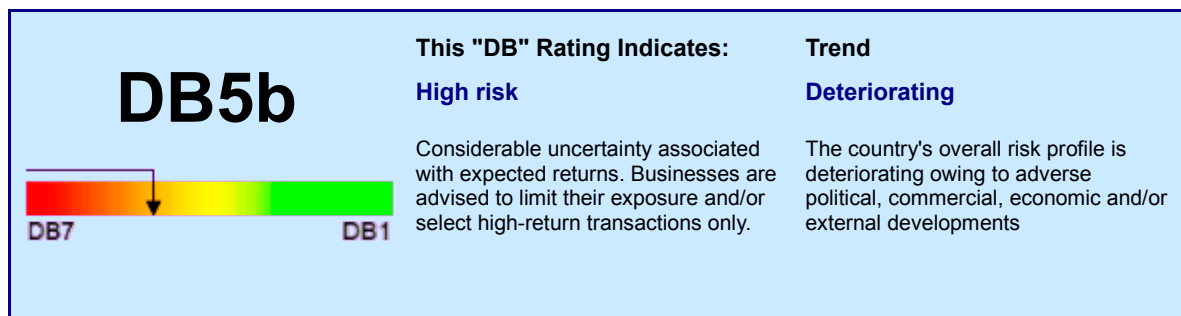 DB5b
DB7
DB1
This "DB" Rating Indicates:
High risk
Considerable uncertainty associated
with expected returns. Businesses are
advised to limit their exposure and/or
select high-return transactions only.
Trend
Deteriorating
The country's overall risk profile is
deteriorating owing to adverse
political, commercial, economic and/or
external developments